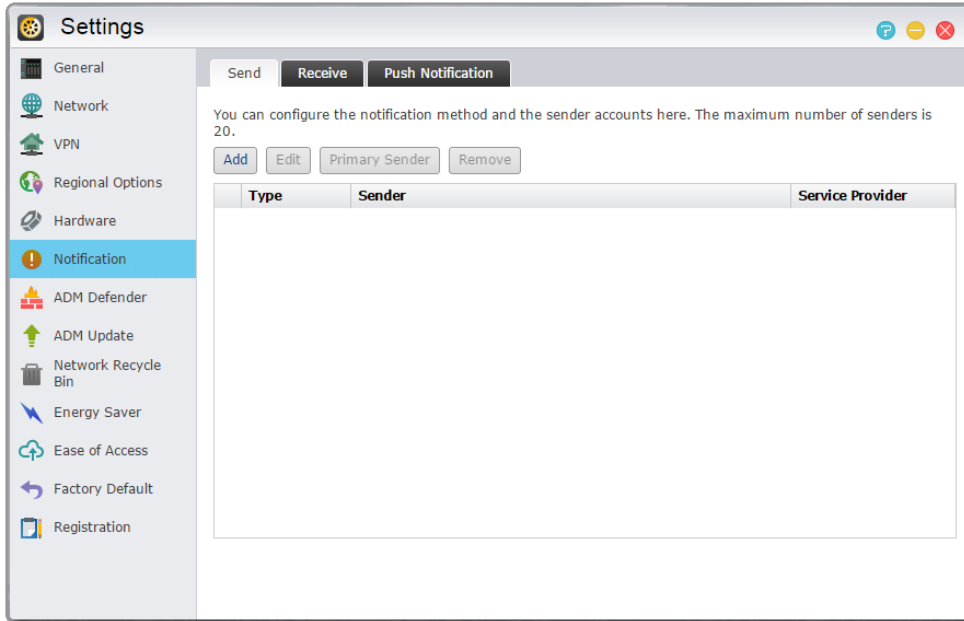 Settings
General
Network
VPN
Regional Options
Hardware
Notification
ADM Defender
ADM Update
Network Recycle
Bin
Energy Saver
Ease of Access
Factory Default
Registration
Send Receive Push Notification
You can configure the notification method and the sender accounts here. The maximum number of senders is
20.
Add Edit Primary Sender Remove
Type Sender Service Provider